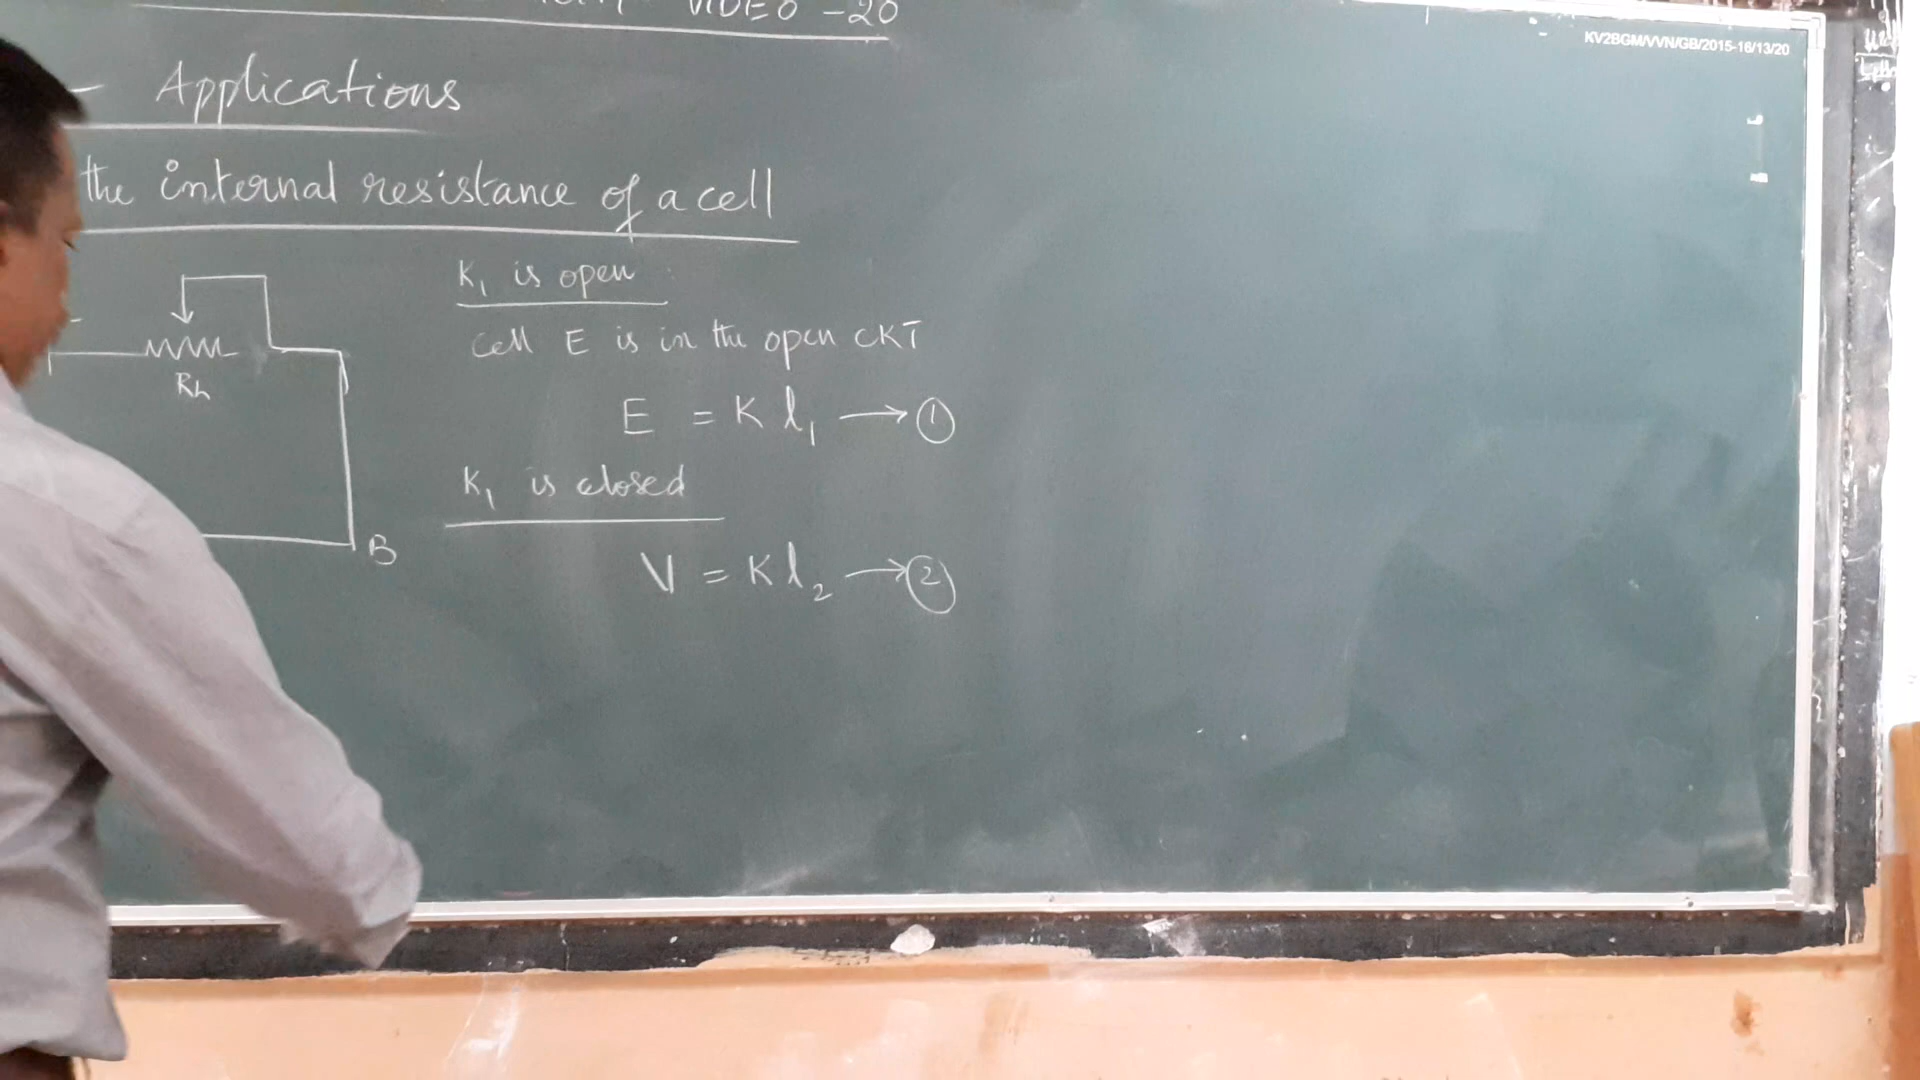 VIDEO -20
KV2BGM/VVN/GB/2015-16/13/20
- Applications
the internal resistance of a cell
K₁ is open
Cell E is in the open CKT
Rh
E = K l₁ → ①
K₁ is closed
B
V = K l₂ → ②